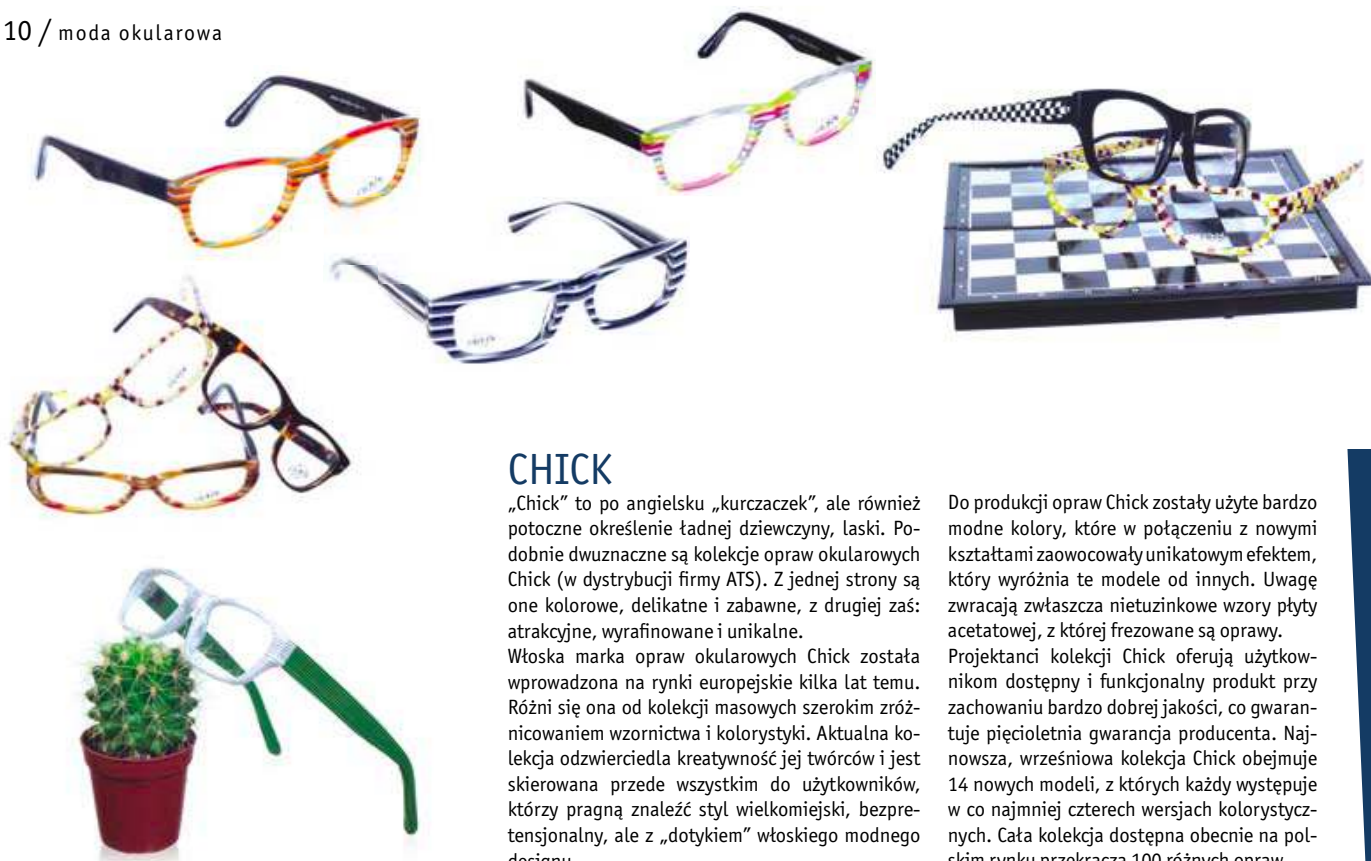 10 / moda okularowa
CHICK
„Chick” to po angielsku „kurczaczek”, ale również
potoczne określenie ładnej dziewczyny, laski. Po-
dobnie dwuznaczne są kolekcje opraw okularowych
Chick (w dystrybucji firmy ATS). Z jednej strony są
one kolorowe, delikatne i zabawne, z drugiej zaś:
atrakcyjne, wyrafinowane i unikalne.
Włoska marka opraw okularowych Chick została
wprowadzona na rynki europejskie kilka lat temu.
Różni się ona od kolekcji masowych szerokim zróż-
nicowaniem wzornictwa i kolorystyki. Aktualna ko-
lekcja odzwierciedla kreatywność jej twórców i jest
skierowana przede wszystkim do użytkowników,
którzy pragną znaleźć styl wielkomiejski, bezpre-
tensjonalny, ale z „dotykiem” włoskiego modnego
designu.
Do produkcji opraw Chick zostały użyte bardzo
modne kolory, które w połączeniu z nowymi
kształtami zaowocowały unikatowym efektem,
który wyróżnia te modele od innych. Uwagę
zwracają zwłaszcza nietuzinkowe wzory płyty
acetatowej, z której frezowane są oprawy.
Projektanci kolekcji Chick oferują użytkow-
nikom dostępny i funkcjonalny produkt przy
zachowaniu bardzo dobrej jakości, co gwaran-
tuje pięcioletnia gwarancja producenta. Naj-
nowsza, wrześniowa kolekcja Chick obejmuje
14 nowych modeli, z których każdy występuje
w co najmniej czterech wersjach kolorystycz-
nych. Cała kolekcja dostępna obecnie na pol-
skim rynku przekracza 100 różnych opraw.